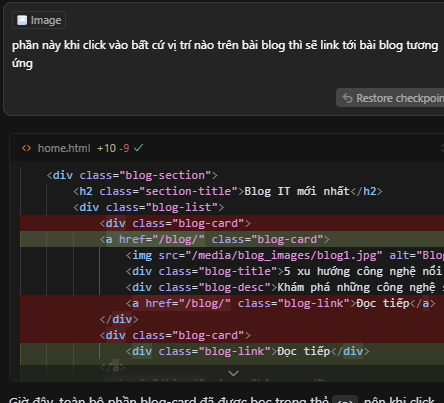 Image
phần này khi click vào bất cứ vị trí nào trên bài blog thì sẽ link tới bài blog tương
ứng
Restore checkpoin
<> home.html +10 -9
<div class="blog-section">
<h2 class="section-title">Blog IT mới nhất</h2>
<div class="blog-list">
<div class="blog-card">
<a href="/blog/" class="blog-card">
<img src="/media/blog_images/blog1.jpg" alt="Blo
<div class="blog-title">5 xu hướng công nghệ nổi
<div class="blog-desc">Khám phá những công nghệ s
<a href="/blog/" class="blog-link">Đọc tiếp</a>
</div>
<div class="blog-card">
<div class="blog-link">Đọc tiếp</div>
</a>
Giờ đây, toàn bộ phần blog-card đã được bọc trong thẻ <a>, nên khi click